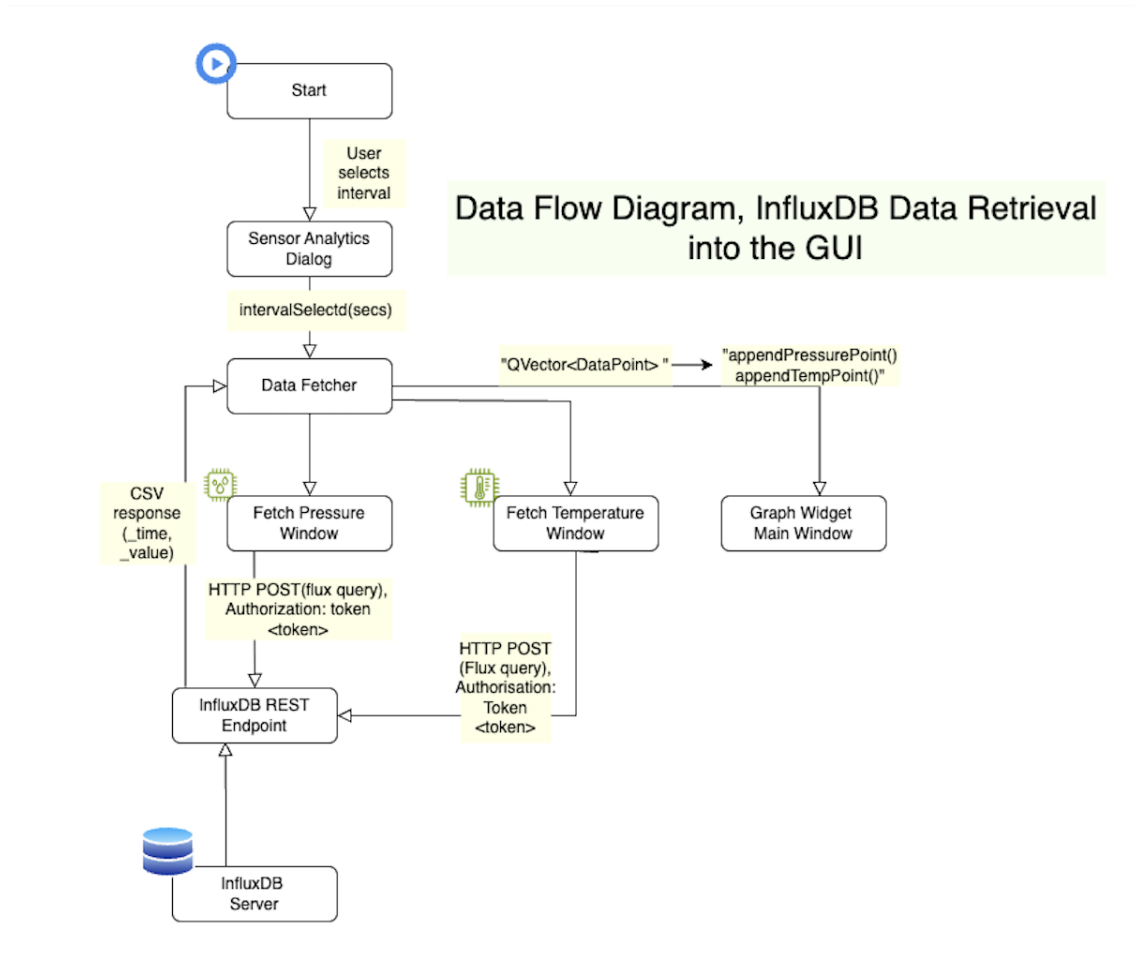 Start
User
selects
interval
Data Flow Diagram, InfluxDB Data Retrieval
into the GUI
Sensor Analytics
Dialog
intervalSelectd(secs)
"QVector<DataPoint> "
"appendPressurePoint()
appendTempPoint()"
Data Fetcher
CSV
response
(_time,
_value)
Fetch Pressure
Window
Fetch Temperature
Window
Graph Widget
Main Window
HTTP POST(flux query),
Authorization: token
<token>
HTTP POST
(Flux query),
Authorisation:
Token
<token>
InfluxDB REST
Endpoint
InfluxDB
Server